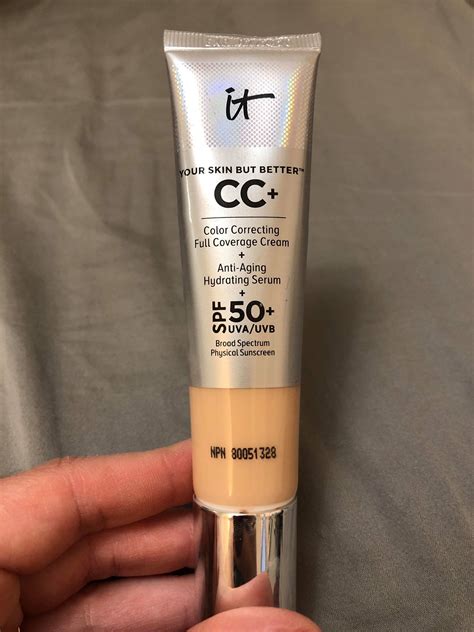 it
YOUR SKIN BUT BETTER™
CC+
Color Correcting
Full Coverage Cream
+
Anti-Aging
Hydrating Serum
+
SPF 50+
UVA/UVB
Broad Spectrum
Physical Sunscreen
NPN 80051328